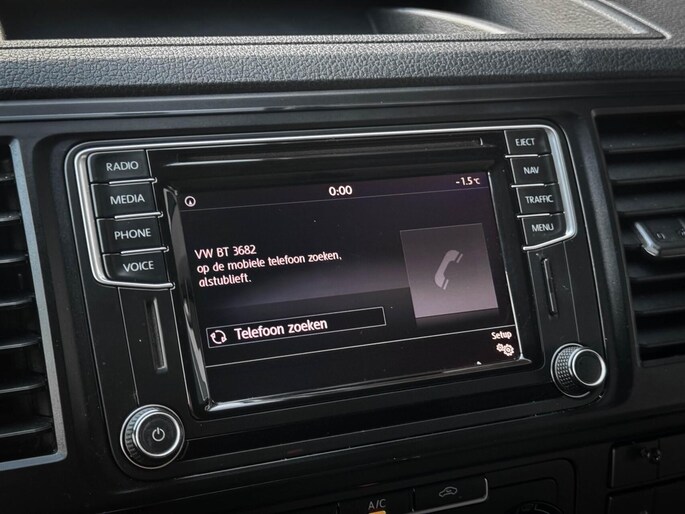 RADIO
MEDIA
PHONE
VOICE
0:00
-1.5°C
VW BT 3682
op de mobiele telefoon zoeken,
alstublieft.
Telefoon zoeken
Setup
EJECT
NAV
TRAFFIC
MENU
A/C